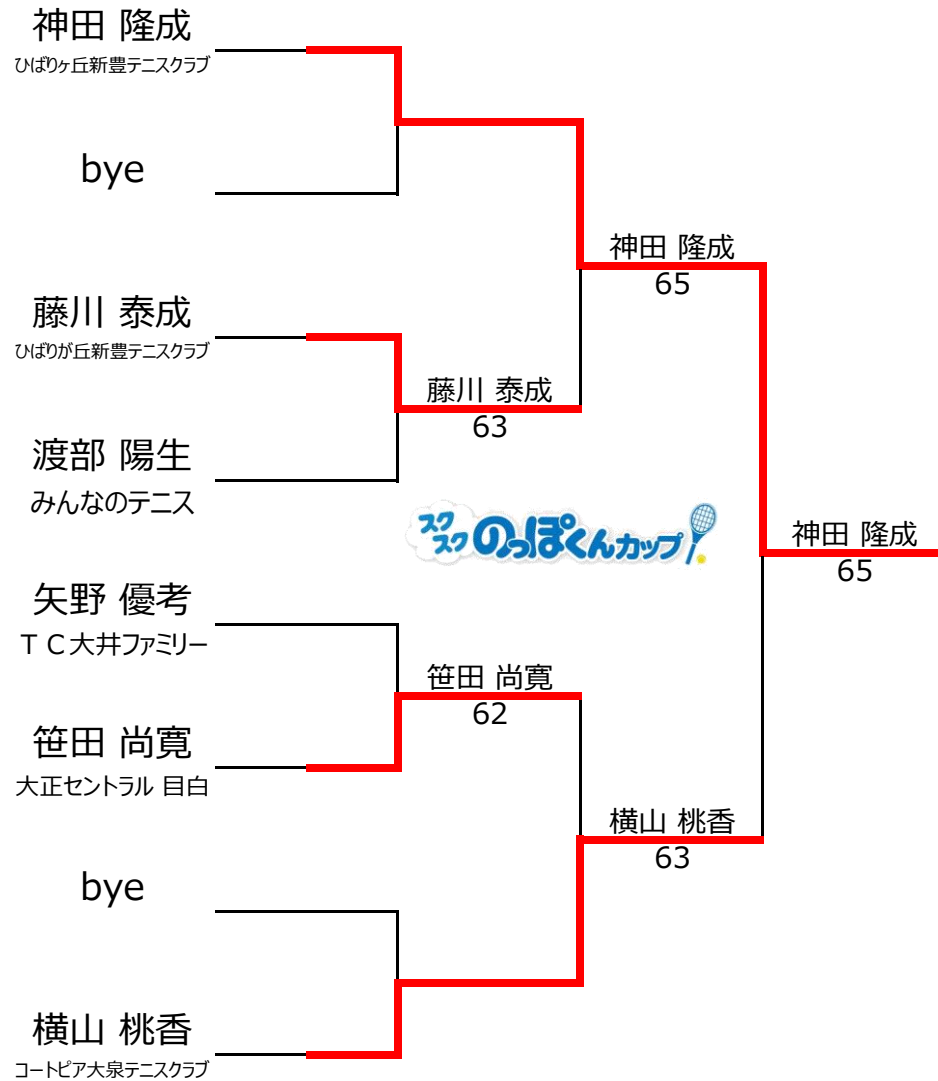 神田 隆成
ひばりヶ丘新豊テニスクラブ
bye
神田 隆成
65
藤川 泰成
ひばりが丘新豊テニスクラブ
藤川 泰成
63
渡部 陽生
みんなのテニス
スクスクのっぽくんカップ
神田 隆成
65
矢野 優考
ＴＣ大井ファミリー
笹田 尚寛
62
笹田 尚寛
大正セントラル 目白
横山 桃香
63
bye
横山 桃香
コートピア大泉テニスクラブ